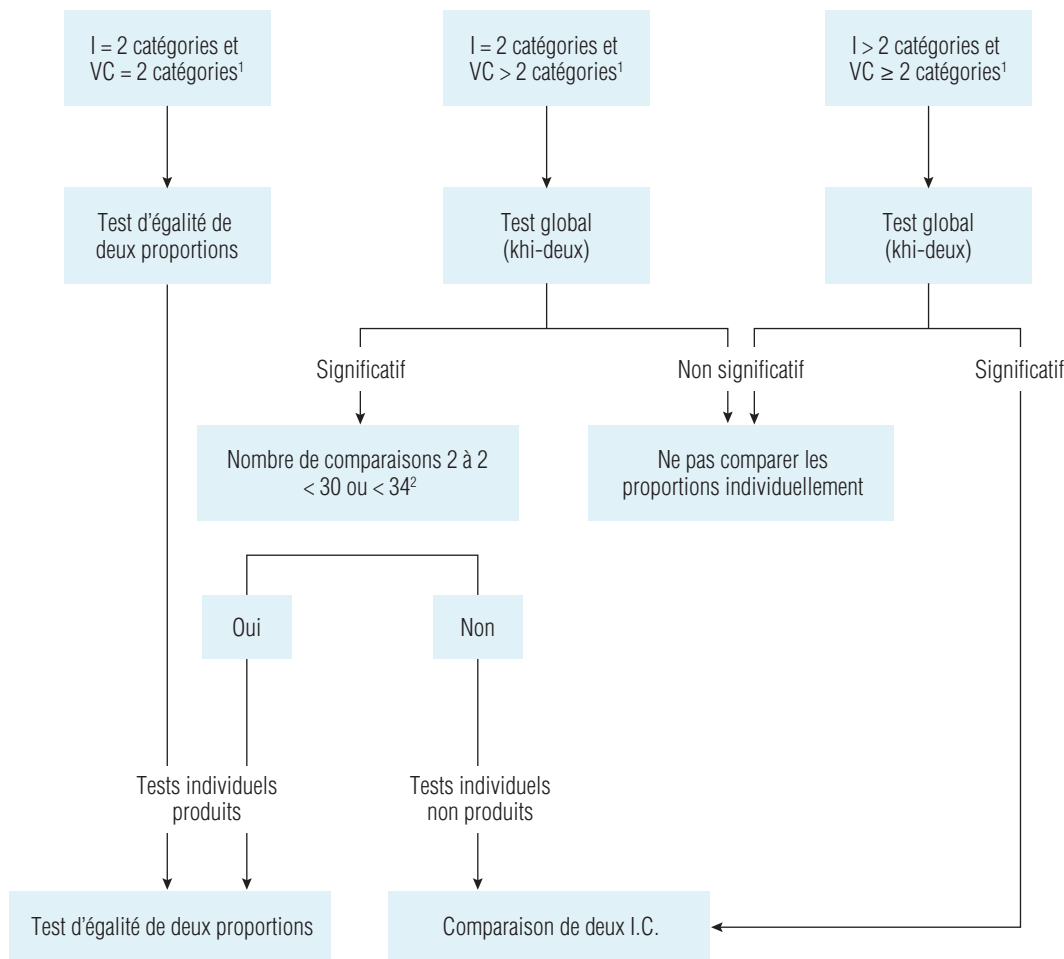 I = 2 catégories et
VC = 2 catégories¹
I = 2 catégories et
VC > 2 catégories¹
I > 2 catégories et
VC ≥ 2 catégories¹
Test d'égalité de
deux proportions
Test global
(khi-deux)
Test global
(khi-deux)
Significatif
Non significatif
Significatif
Nombre de comparaisons 2 à 2
< 30 ou < 34²
Ne pas comparer les
proportions individuellement
Oui
Non
Tests individuels
produits
Tests individuels
non produits
Test d'égalité de deux proportions
Comparaison de deux I.C.